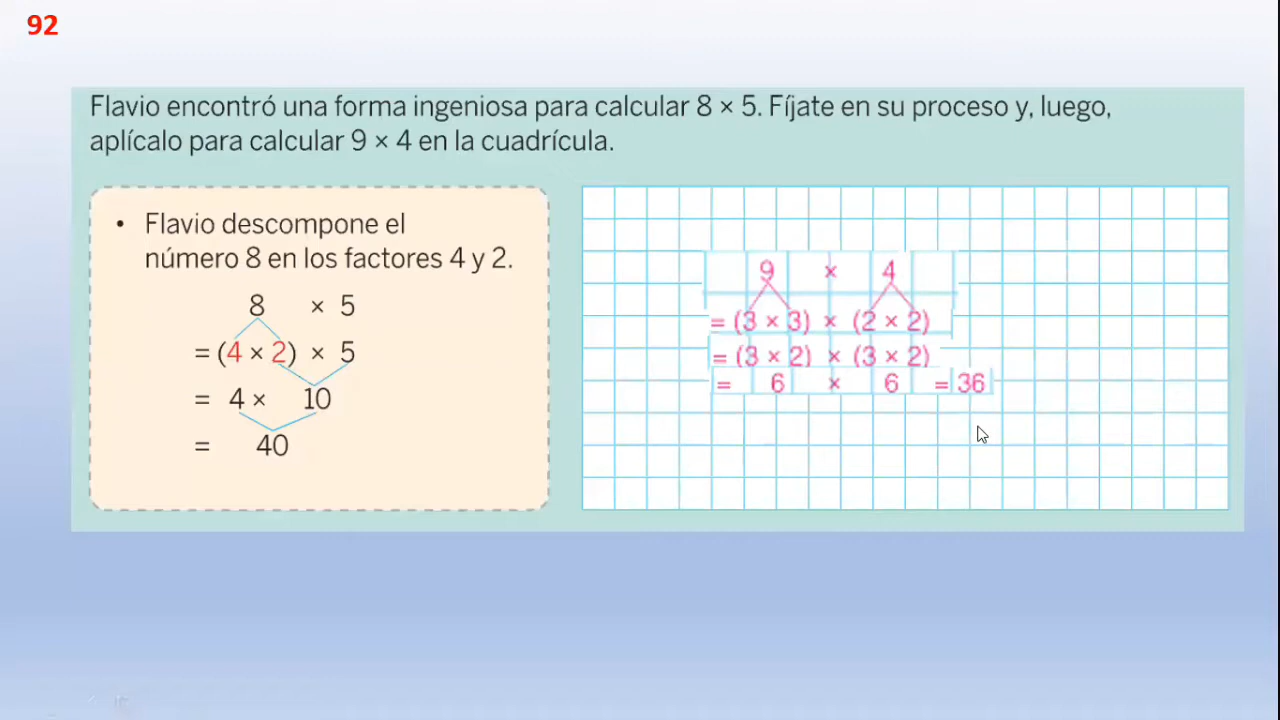 92
Flavio encontró una forma ingeniosa para calcular 8 × 5. Fíjate en su proceso y, luego,
aplícalo para calcular 9 × 4 en la cuadrícula.
• Flavio descompone el
número 8 en los factores 4 y 2.
8 × 5
= (4 × 2) × 5
= 4 × 10
= 40
9 × 4
= (3 × 3) × (2 × 2)
= (3 × 2) × (3 × 2)
= 6 × 6 = 36